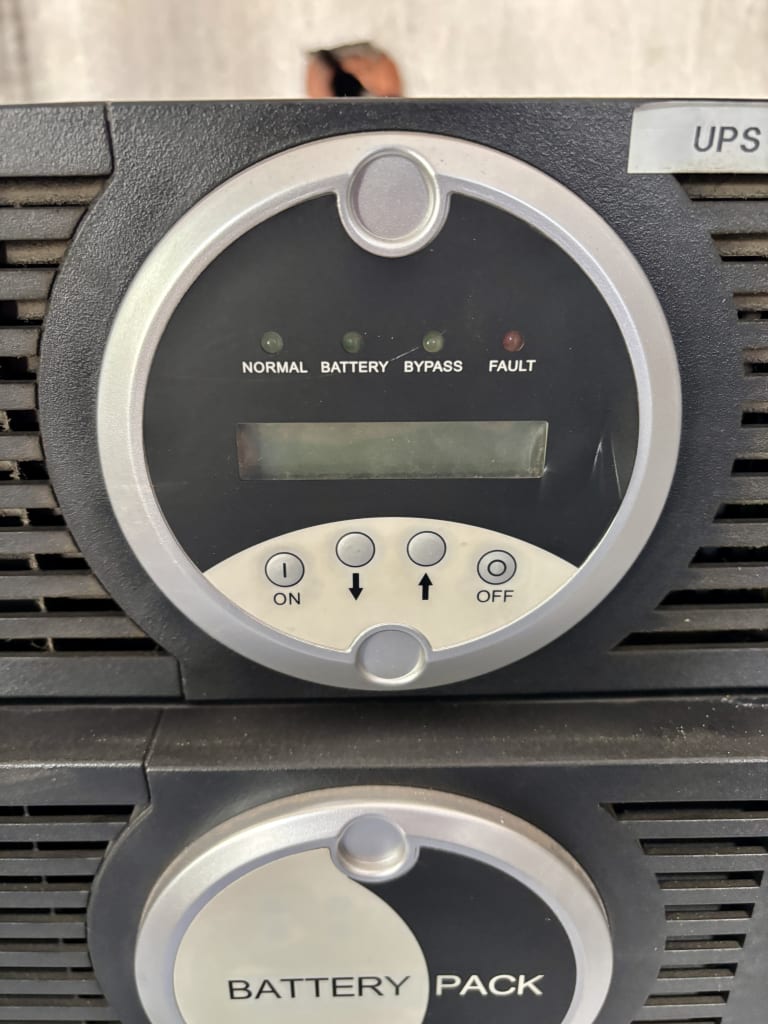 UPS
NORMAL BATTERY BYPASS FAULT
ON OFF
BATTERY PACK